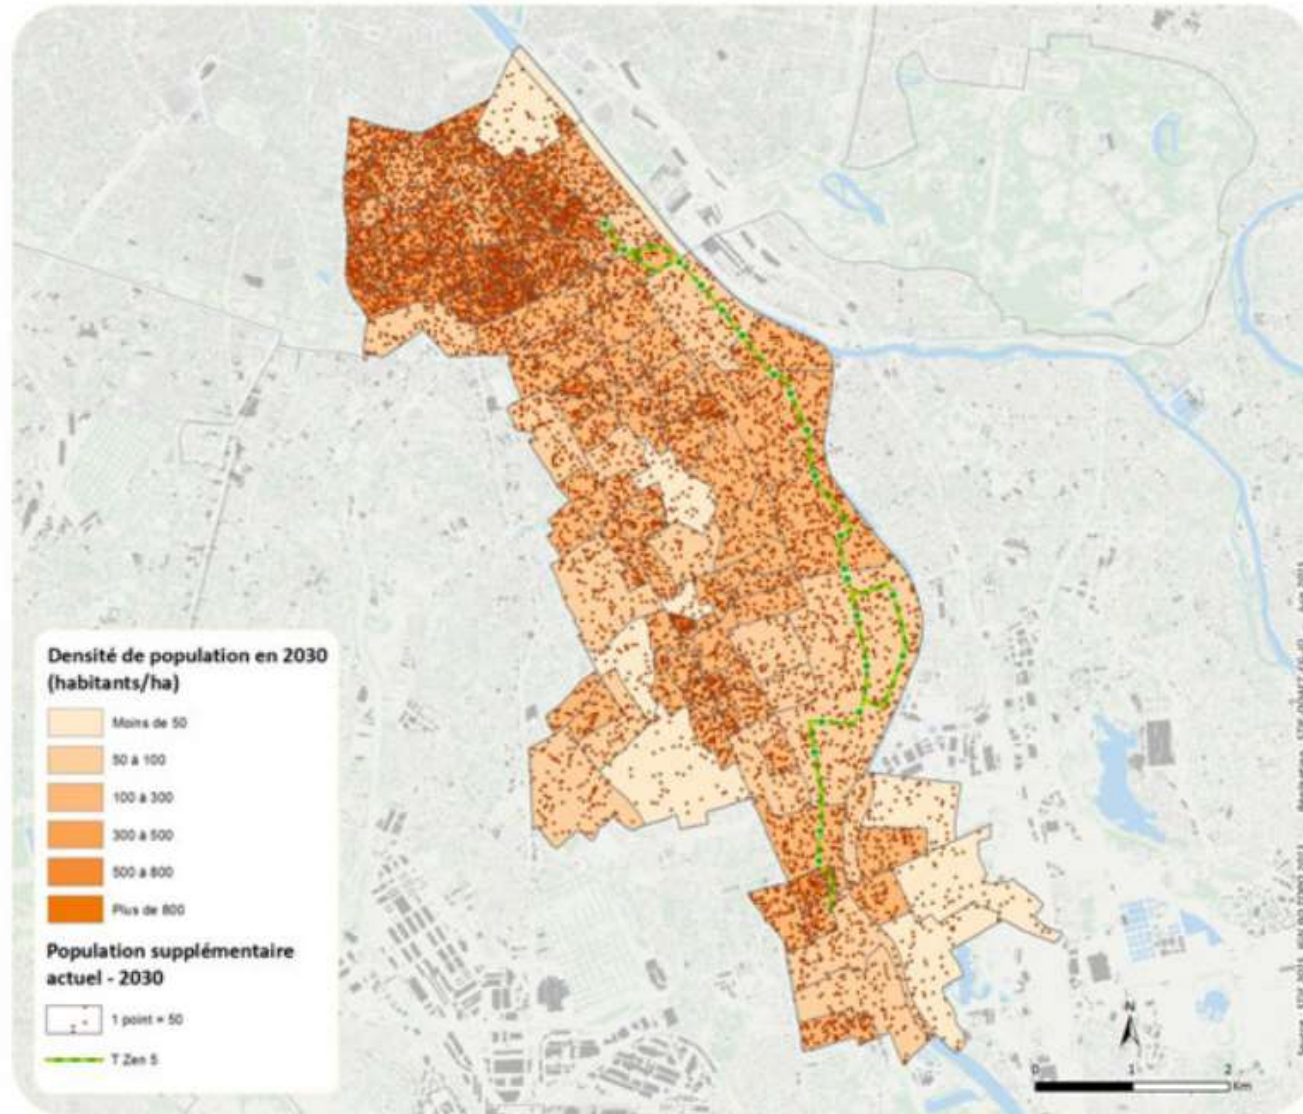 Densité de population en 2030
(habitants/ha)
Moins de 50
50 à 100
100 à 300
300 à 500
500 à 800
Plus de 800
Population supplémentaire
actuel - 2030
1 point = 50
T Zen 5
N
0 1 2
Km